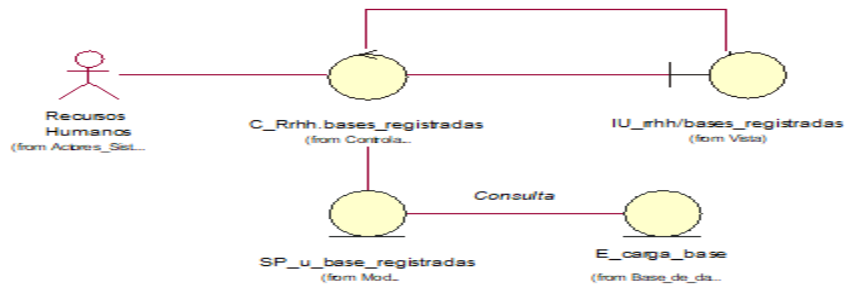 Recursos
Humanos
(from Actores_Sist...
C_Rrhh.bases_registradas
(from Controla...
IU_rrhh/bases_registradas
(from Vista)
Consulta
SP_u_base_registradas
(from Mod...
E_carga_base
(from Base_de_da...